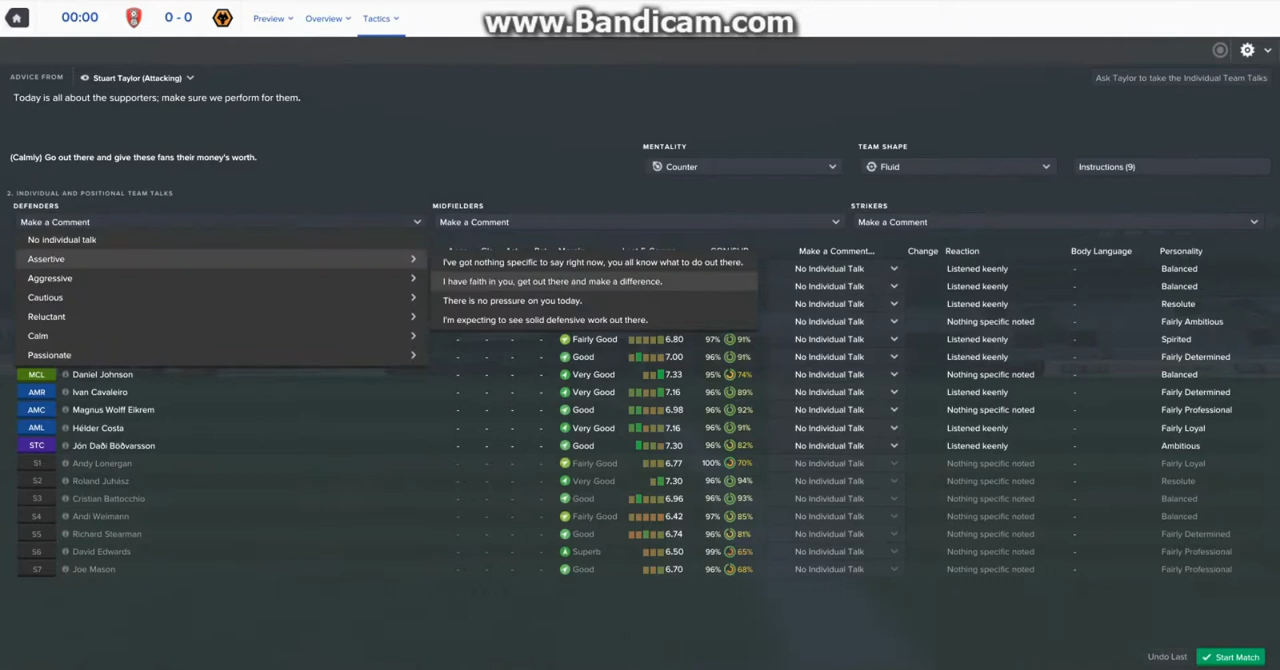 00:00 0 - 0 Preview Overview Tactics www.Bandicam.com
ADVICE FROM Stuart Taylor (Attacking) Ask Taylor to take the Individual Team Talks
Today is all about the supporters; make sure we perform for them.
MENTALITY TEAM SHAPE
(Calmly) Go out there and give these fans their money's worth.
Counter Fluid Instructions (9)
2. INDIVIDUAL AND POSITIONAL TEAM TALKS
DEFENDERS MIDFIELDERS STRIKERS
Make a Comment Make a Comment Make a Comment
No individual talk
Make a Comment... Change Reaction Body Language Personality
Assertive I've got nothing specific to say right now, you all know what to do out there. No Individual Talk Listened keenly - Balanced
Aggressive I have faith in you, get out there and make a difference. No Individual Talk Listened keenly - Balanced
Cautious There is no pressure on you today. No Individual Talk Listened keenly - Resolute
Reluctant I'm expecting to see solid defensive work out there. No Individual Talk Nothing specific noted - Fairly Ambitious
Calm - - - - Fairly Good 6.80 97% 91% No Individual Talk Listened keenly - Spirited
Passionate - - - - Good 7.00 96% 91% No Individual Talk Listened keenly - Fairly Determined
MCL Daniel Johnson - - - - Very Good 7.33 95% 74% No Individual Talk Nothing specific noted - Balanced
AMR Ivan Cavaleiro - - - - Very Good 7.16 96% 89% No Individual Talk Listened keenly - Fairly Determined
AMC Magnus Wolff Eikrem - - - - Good 6.98 96% 92% No Individual Talk Nothing specific noted - Fairly Professional
AML Hélder Costa - - - - Very Good 7.16 96% 91% No Individual Talk Listened keenly - Fairly Loyal
STC Jón Daði Böðvarsson - - - - Good 7.30 96% 82% No Individual Talk Listened keenly - Ambitious
S1 Andy Lonergan - - - - Fairly Good 6.77 100% 70% No Individual Talk Nothing specific noted - Fairly Loyal
S2 Roland Juhász - - - - Very Good 7.30 96% 94% No Individual Talk Nothing specific noted - Resolute
S3 Cristian Battocchio - - - - Good 6.96 96% 93% No Individual Talk Nothing specific noted - Balanced
S4 Andi Weimann - - - - Fairly Good 6.42 97% 85% No Individual Talk Nothing specific noted - Balanced
S5 Richard Stearman - - - - Good 6.74 96% 81% No Individual Talk Nothing specific noted - Fairly Determined
S6 David Edwards - - - - Superb 6.50 99% 65% No Individual Talk Nothing specific noted - Fairly Professional
S7 Joe Mason - - - - Good 6.70 96% 68% No Individual Talk Nothing specific noted - Fairly Professional
Undo Last Start Match